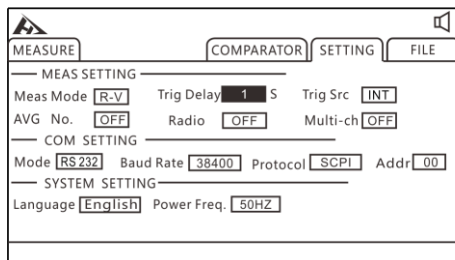 MEASURE COMPARATOR SETTING FILE
MEAS SETTING
Meas Mode R-V Trig Delay 1 S Trig Src INT
AVG No. OFF Radio OFF Multi-ch OFF
COM SETTING
Mode RS232 Baud Rate 38400 Protocol SCPI Addr 00
SYSTEM SETTING
Language English Power Freq. 50HZ